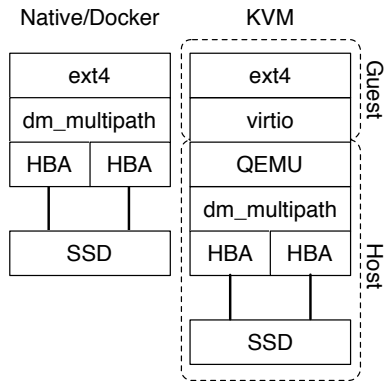 Native/Docker
ext4
dm_multipath
HBA HBA
SSD
KVM
ext4
virtio
QEMU
dm_multipath
HBA HBA
SSD
Guest
Host